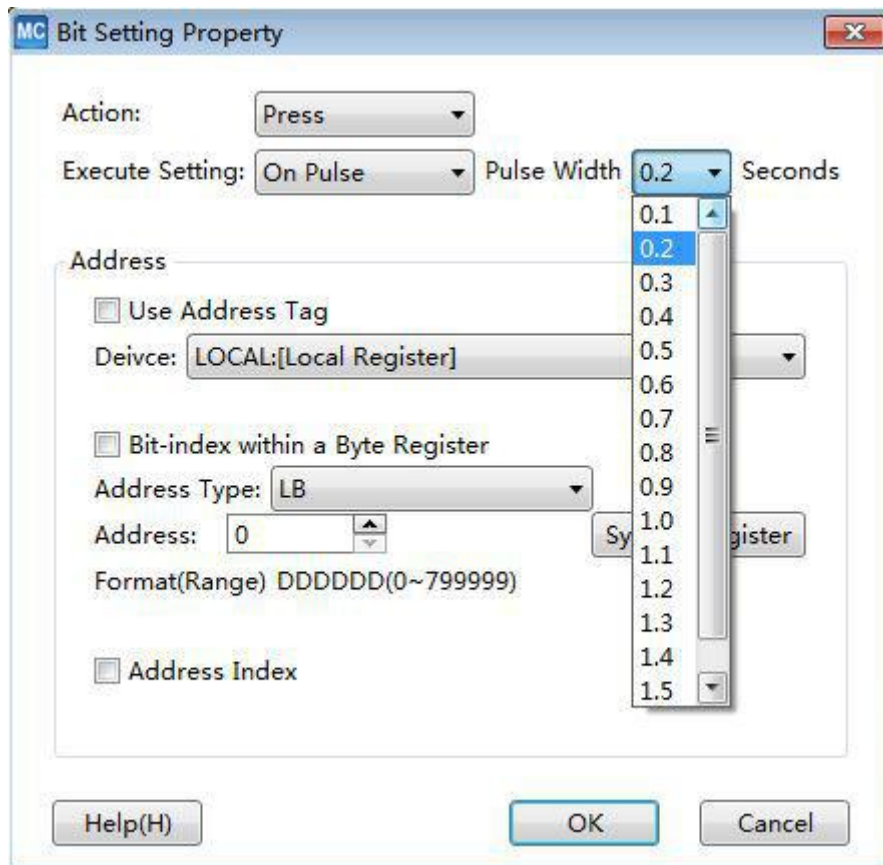 MC Bit Setting Property
Action: Press
Execute Setting: On Pulse Pulse Width 0.2 Seconds
0.1
0.2
0.3
0.4
0.5
0.6
0.7
0.8
0.9
1.0
1.1
1.2
1.3
1.4
1.5
Address
Use Address Tag
Deivce: LOCAL:[Local Register]
Bit-index within a Byte Register
Address Type: LB
Address: 0
Format(Range) DDDDDD(0~799999)
Address Index
Help(H) OK Cancel